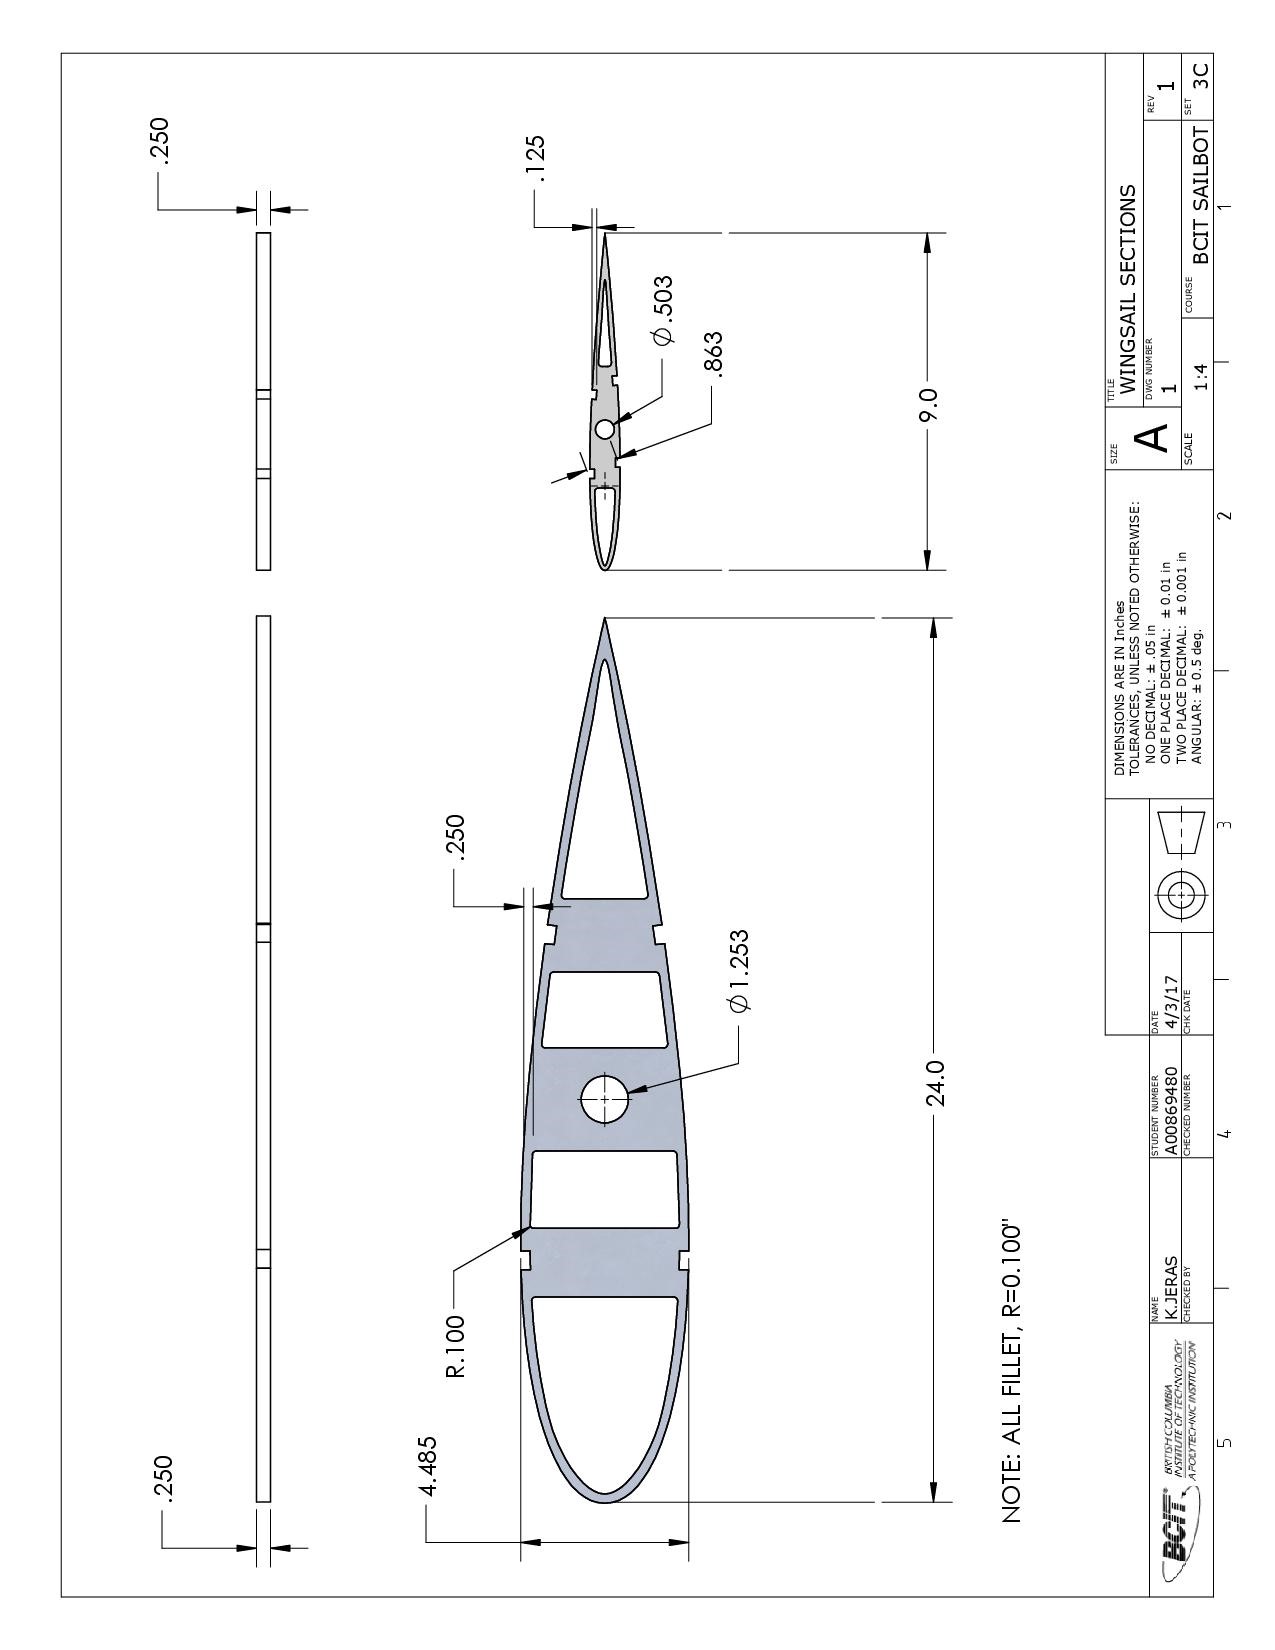 .250
.250
4.485
R.100
.250
Ø1.253
24.0
.125
Ø.503
.863
9.0
NOTE: ALL FILLET, R=0.100"
BCIT
BRITISH COLUMBIA
INSTITUTE OF TECHNOLOGY
A POLYTECHNIC INSTITUTION
NAME
K.JERAS
CHECKED BY
STUDENT NUMBER
A00869480
CHECKED NUMBER
DATE
4/3/17
CHK DATE
DIMENSIONS ARE IN Inches
TOLERANCES, UNLESS NOTED OTHERWISE:
NO DECIMAL: ± .05 in
ONE PLACE DECIMAL: ± 0.01 in
TWO PLACE DECIMAL: ± 0.001 in
ANGULAR: ± 0.5 deg.
SIZE
A
TITLE
WINGSAIL SECTIONS
DWG NUMBER
1
REV
1
SCALE
1:4
COURSE
BCIT SAILBOT
SET
3C
5
4
3
2
1